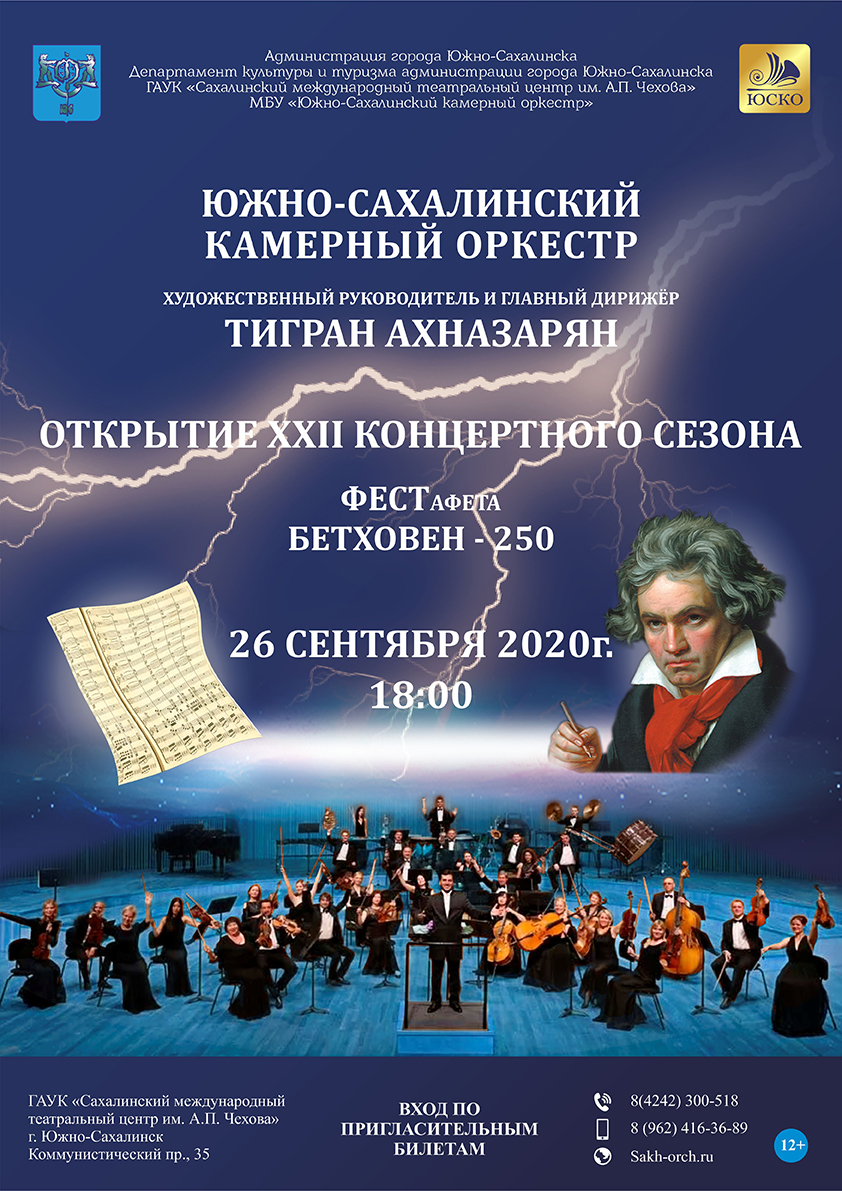 Администрация города Южно-Сахалинска
Департамент культуры и туризма администрации города Южно-Сахалинска
ГАУК «Сахалинский международный театральный центр им. А.П. Чехова»
МБУ «Южно-Сахалинский камерный оркестр»
ЮСКО
ЮЖНО-САХАЛИНСКИЙ
КАМЕРНЫЙ ОРКЕСТР
ХУДОЖЕСТВЕННЫЙ РУКОВОДИТЕЛЬ И ГЛАВНЫЙ ДИРИЖЁР
ТИГРАН АХНАЗАРЯН
ОТКРЫТИЕ XXII КОНЦЕРТНОГО СЕЗОНА
ФЕСТАФЕТА
БЕТХОВЕН - 250
26 СЕНТЯБРЯ 2020г.
18:00
ГАУК «Сахалинский международный
театральный центр им. А.П. Чехова»
г. Южно-Сахалинск
Коммунистический пр., 35
ВХОД ПО
ПРИГЛАСИТЕЛЬНЫМ
БИЛЕТАМ
8(4242) 300-518
8 (962) 416-36-89
Sakh-orch.ru
12+